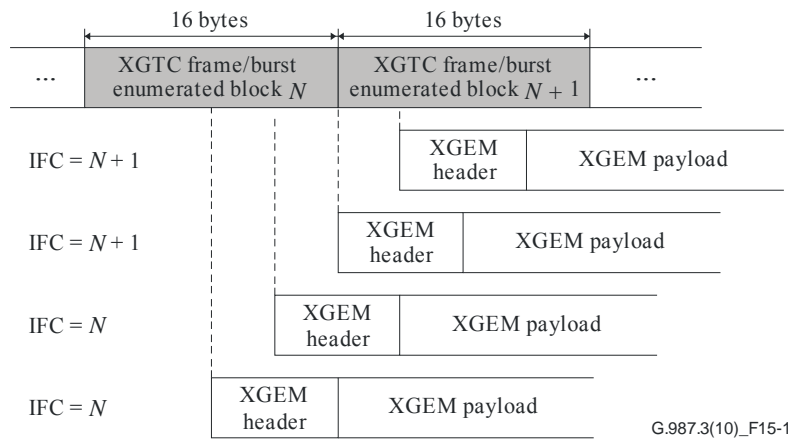 16 bytes 16 bytes
... XGTC frame/burst enumerated block N XGTC frame/burst enumerated block N + 1 ...
IFC = N + 1 XGEM header XGEM payload
IFC = N + 1 XGEM header XGEM payload
IFC = N XGEM header XGEM payload
IFC = N XGEM header XGEM payload
G.987.3(10)_F15-1